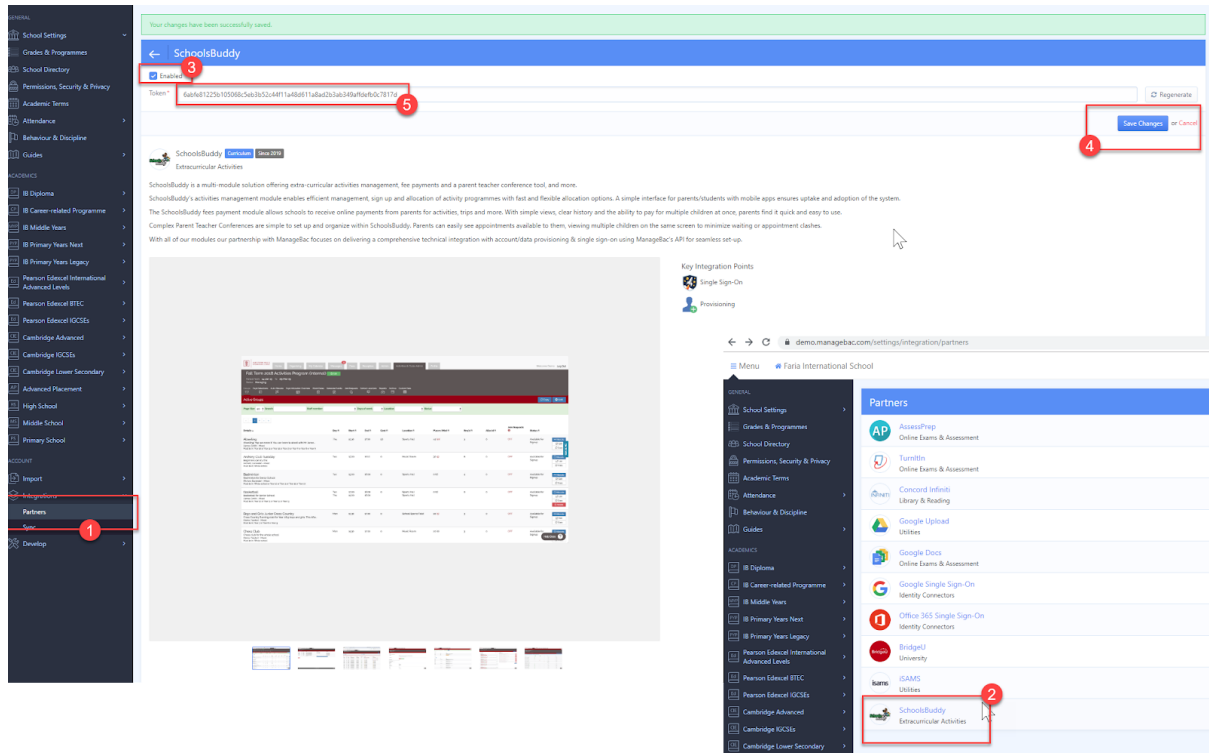 GENERAL
School Settings
Grades & Programmes
School Directory
Permissions, Security & Privacy
Academic Terms
Attendance
Behaviour & Discipline
Guides
ACADEMICS
IB Diploma
IB Career-related Programme
IB Middle Years
IB Primary Years Next
IB Primary Years Legacy
Pearson Edexcel International
Advanced Levels
Pearson Edexcel BTEC
Pearson Edexcel IGCSEs
Cambridge Advanced
Cambridge IGCSEs
Cambridge Lower Secondary
Advanced Placement
High School
Middle School
Primary School
ACCOUNT
Import
Integrations
Partners
1
Sync
Develop
Your changes have been successfully saved.
SchoolsBuddy
Enabled
3
Token *
6abfe81225b105068c5eb3b52c44f11a48d611a8ad2b3ab349affdefb0c7817d
5
Regenerate
Save Changes or Cancel
4
SchoolsBuddy Curriculum Since 2019
Extracurricular Activities
SchoolsBuddy is a multi-module solution offering extra-curricular activities management, fee payments and a parent teacher conference tool, and more.
SchoolsBuddy's activities management module enables efficient management, sign up and allocation of activity programmes with fast and flexible allocation options. A simple interface for parents/students with mobile apps ensures uptake and adoption of the system.
The SchoolsBuddy fees payment module allows schools to receive online payments from parents for activities, trips and more. With simple views, clear history and the ability to pay for multiple children at once, parents find it quick and easy to use.
Complex Parent Teacher Conferences are simple to set up and organize within SchoolsBuddy. Parents can easily see appointments available to them, viewing multiple children on the same screen to minimize waiting or appointment clashes.
With all of our modules our partnership with ManageBac focuses on delivering a comprehensive technical integration with account/data provisioning & single sign-on using ManageBac's API for seamless set-up.
Key Integration Points
Single Sign-On
Provisioning
demo.managebac.com/settings/integration/partners
Menu
Faria International School
GENERAL
School Settings
Grades & Programmes
School Directory
Permissions, Security & Privacy
Academic Terms
Attendance
Behaviour & Discipline
Guides
ACADEMICS
IB Diploma
IB Career-related Programme
IB Middle Years
IB Primary Years Next
IB Primary Years Legacy
Pearson Edexcel International
Advanced Levels
Pearson Edexcel BTEC
Pearson Edexcel IGCSEs
Cambridge Advanced
Cambridge IGCSEs
Cambridge Lower Secondary
Partners
AssessPrep
Online Exams & Assessment
TurnItIn
Online Exams & Assessment
Concord Infiniti
Library & Reading
Google Upload
Utilities
Google Docs
Online Exams & Assessment
Google Single Sign-On
Identity Connectors
Office 365 Single Sign-On
Identity Connectors
BridgeU
University
iSAMS
Utilities
2
SchoolsBuddy
Extracurricular Activities